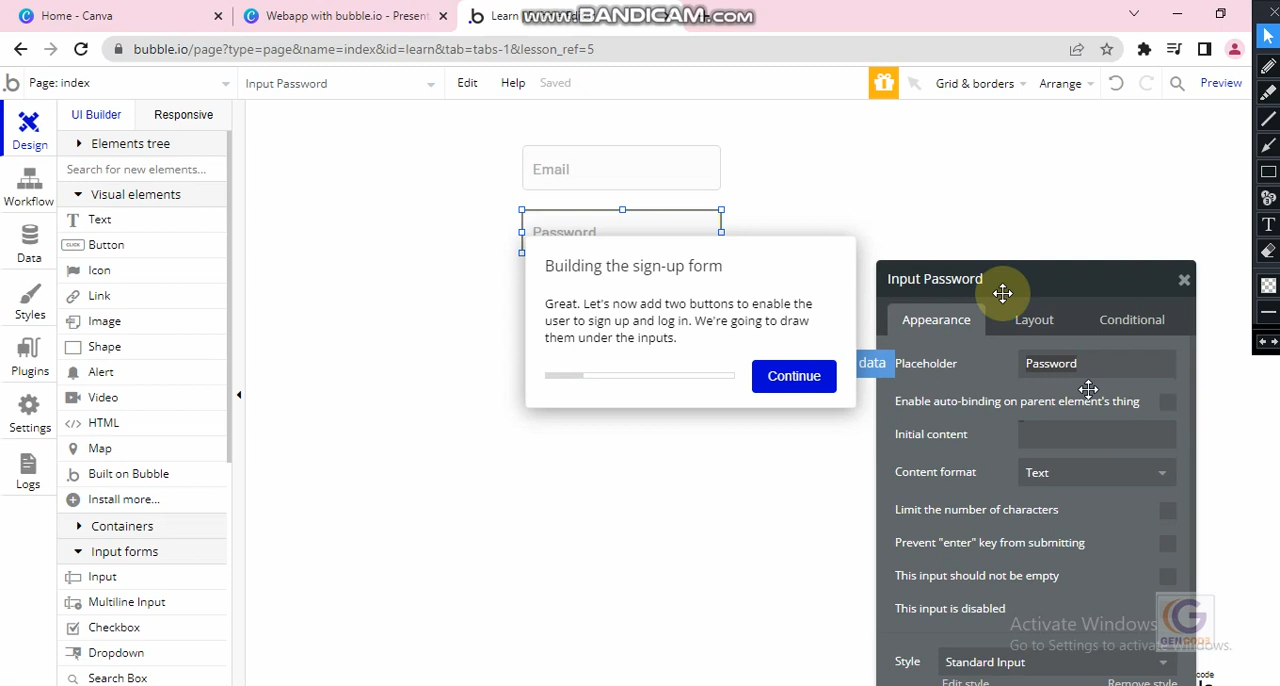 Home - Canva
Webapp with bubble.io - Present
Learn
WWW.BANDICAM.COM
bubble.io/page?type=page&name=index&id=learn&tab=tabs-1&lesson_ref=5
Page: index
Input Password
Edit
Help
Saved
Grid & borders
Arrange
Preview
UI Builder
Responsive
Design
Elements tree
Search for new elements...
Workflow
Visual elements
Text
CLICK
Button
Data
Icon
Link
Styles
Image
Shape
Plugins
Alert
Video
Settings
HTML
Map
Logs
Built on Bubble
Install more...
Containers
Input forms
Input
Multiline Input
Checkbox
Dropdown
Search Box
Email
Password
Building the sign-up form
Great. Let's now add two buttons to enable the
user to sign up and log in. We're going to draw
them under the inputs.
Continue
data
Input Password
Appearance
Layout
Conditional
Placeholder
Password
Enable auto-binding on parent element's thing
Initial content
Content format
Text
Limit the number of characters
Prevent "enter" key from submitting
This input should not be empty
This input is disabled
Style
Standard Input
Edit style
Remove style
Activate Windows
Go to Settings to activate Windows.
code